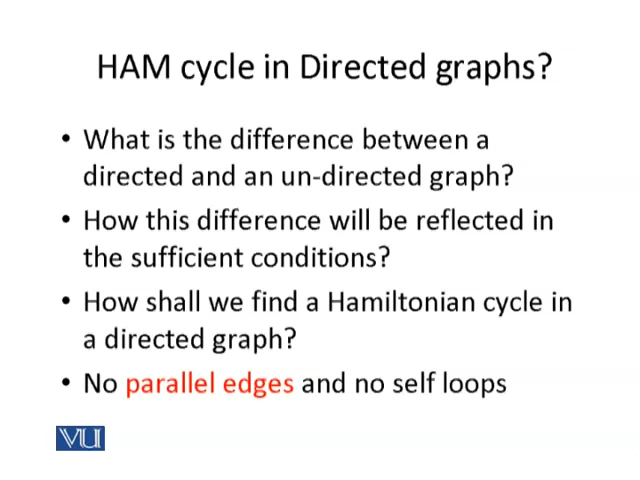 HAM cycle in Directed graphs?
• What is the difference between a
directed and an un-directed graph?
• How this difference will be reflected in
the sufficient conditions?
• How shall we find a Hamiltonian cycle in
a directed graph?
• No parallel edges and no self loops
VU